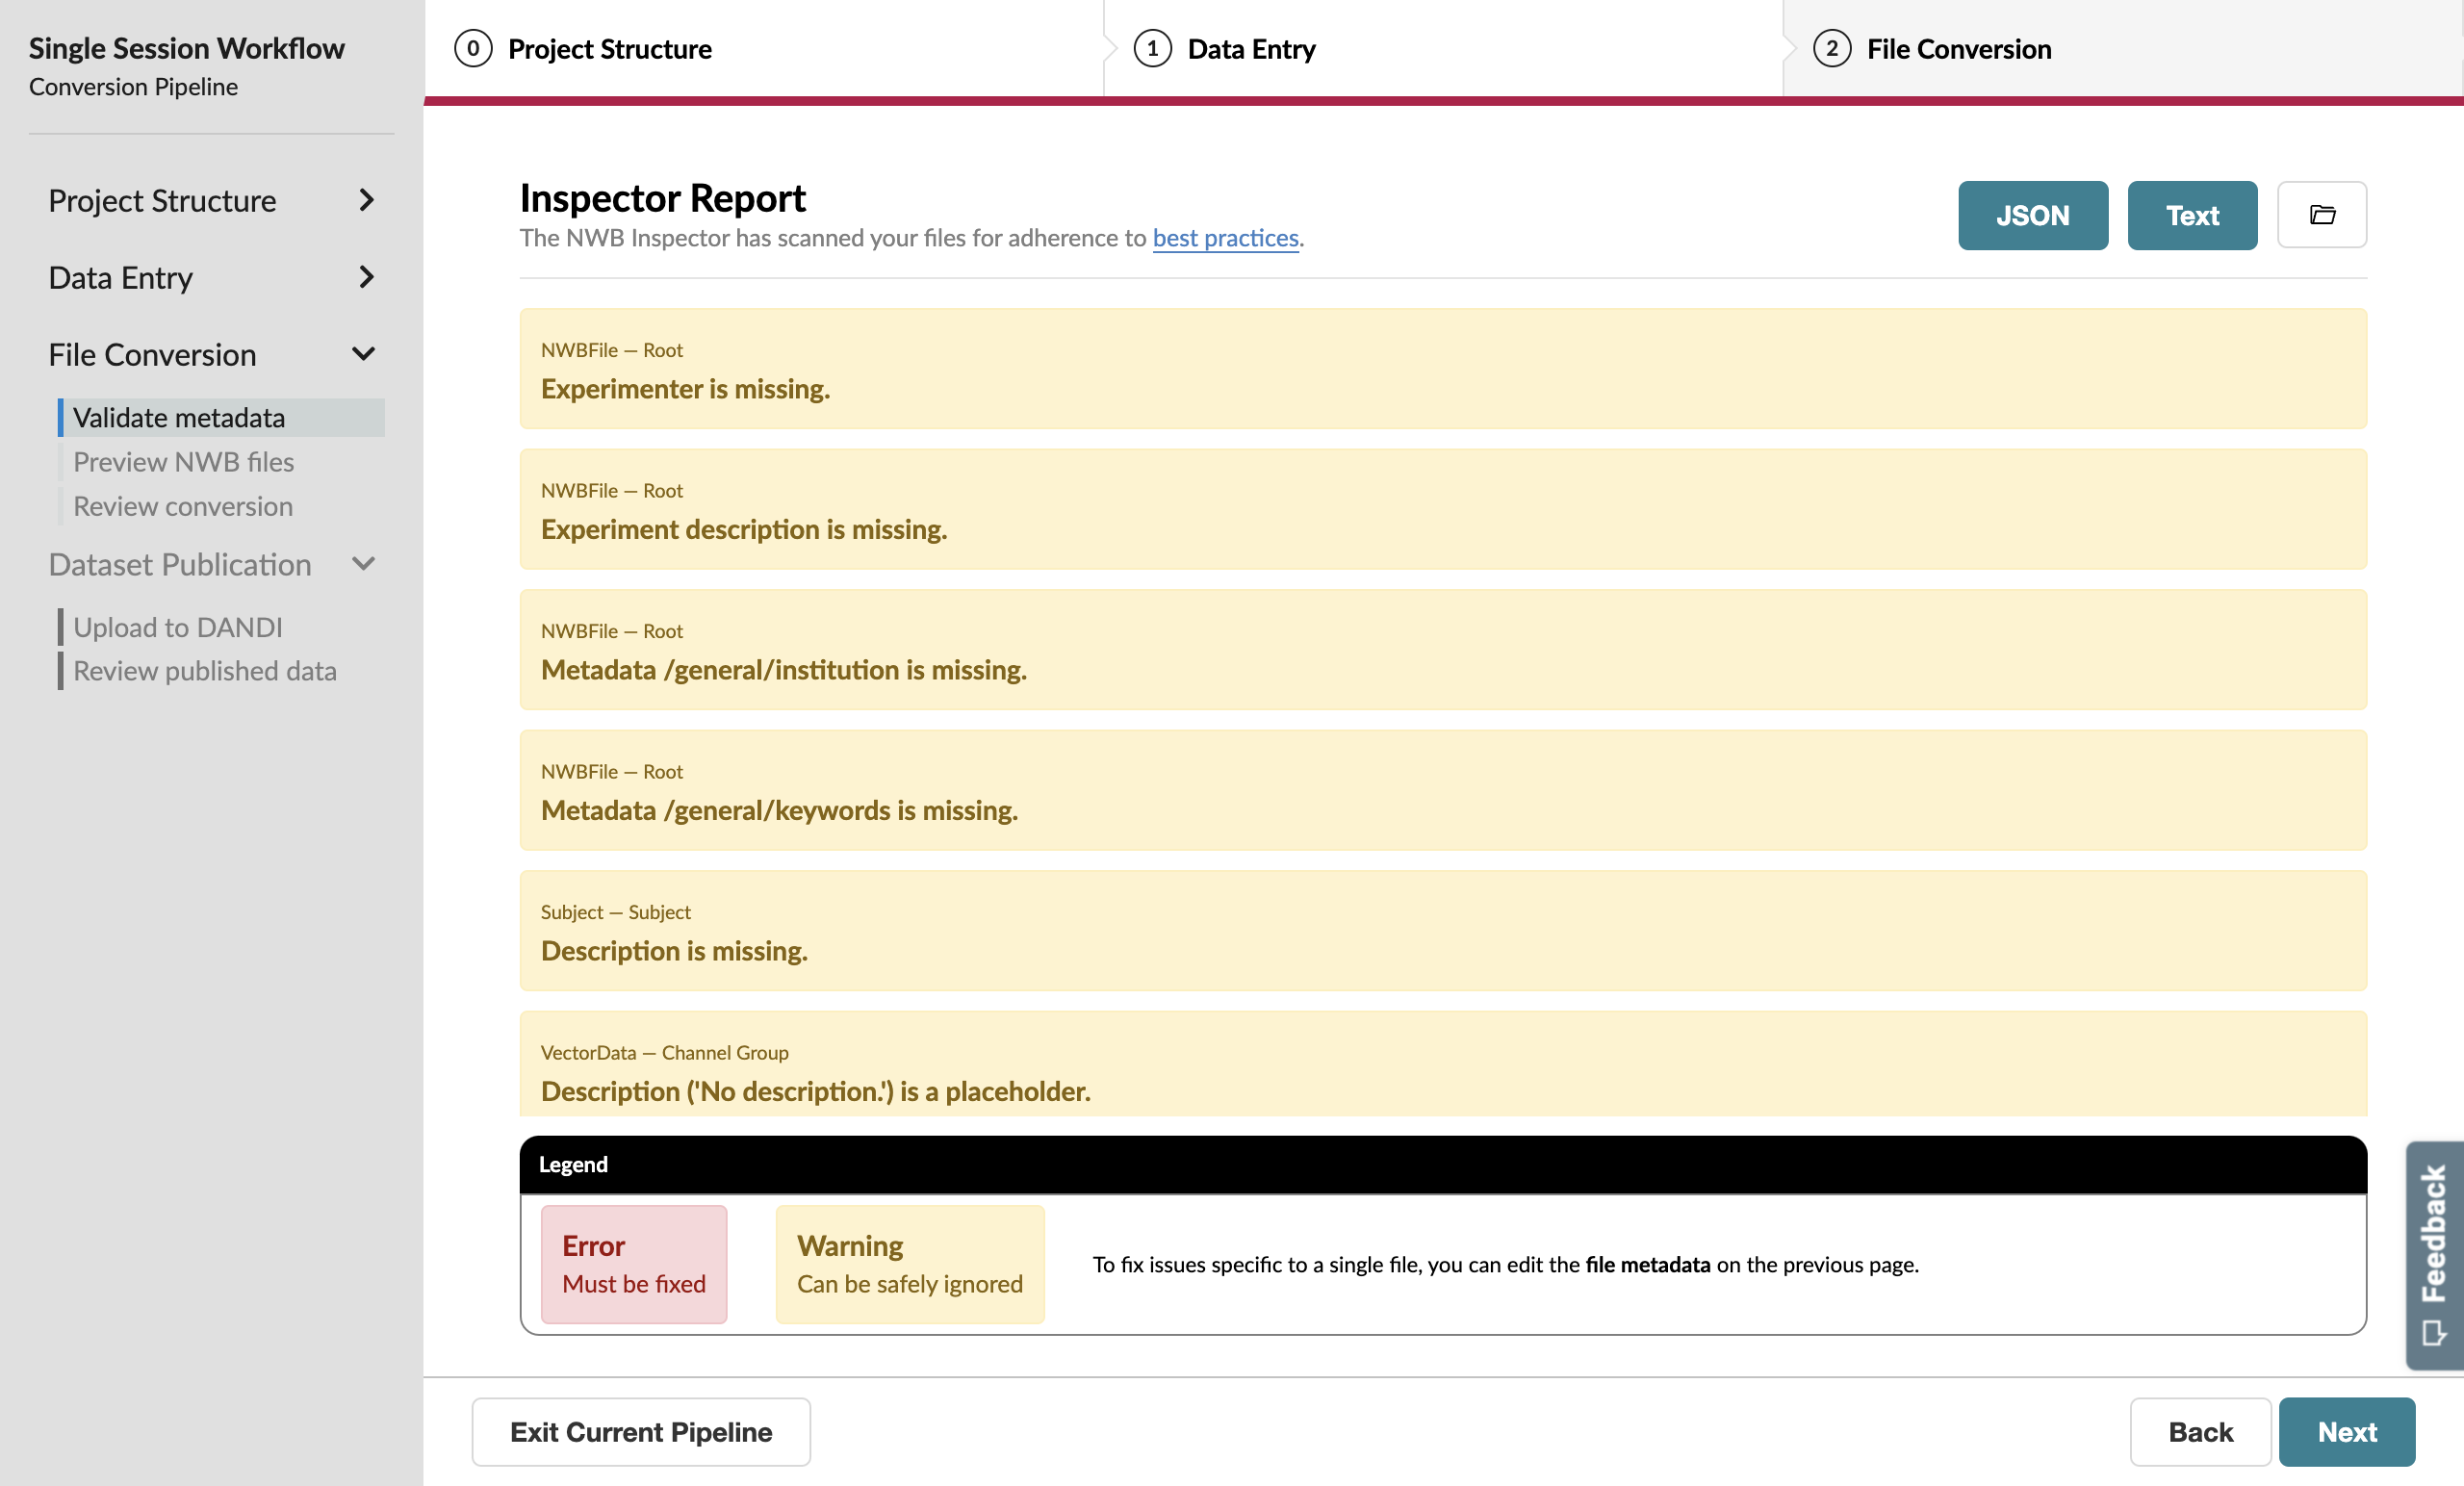 Single Session Workflow
Conversion Pipeline
Project Structure
Data Entry
File Conversion
Validate metadata
Preview NWB files
Review conversion
Dataset Publication
Upload to DANDI
Review published data
0 Project Structure
1 Data Entry
2 File Conversion
Inspector Report
The NWB Inspector has scanned your files for adherence to best practices.
JSON
Text
NWBFile — Root
Experimenter is missing.
NWBFile — Root
Experiment description is missing.
NWBFile — Root
Metadata /general/institution is missing.
NWBFile — Root
Metadata /general/keywords is missing.
Subject — Subject
Description is missing.
VectorData — Channel Group
Description ('No description.') is a placeholder.
Legend
Error
Must be fixed
Warning
Can be safely ignored
To fix issues specific to a single file, you can edit the file metadata on the previous page.
Feedback
Exit Current Pipeline
Back
Next